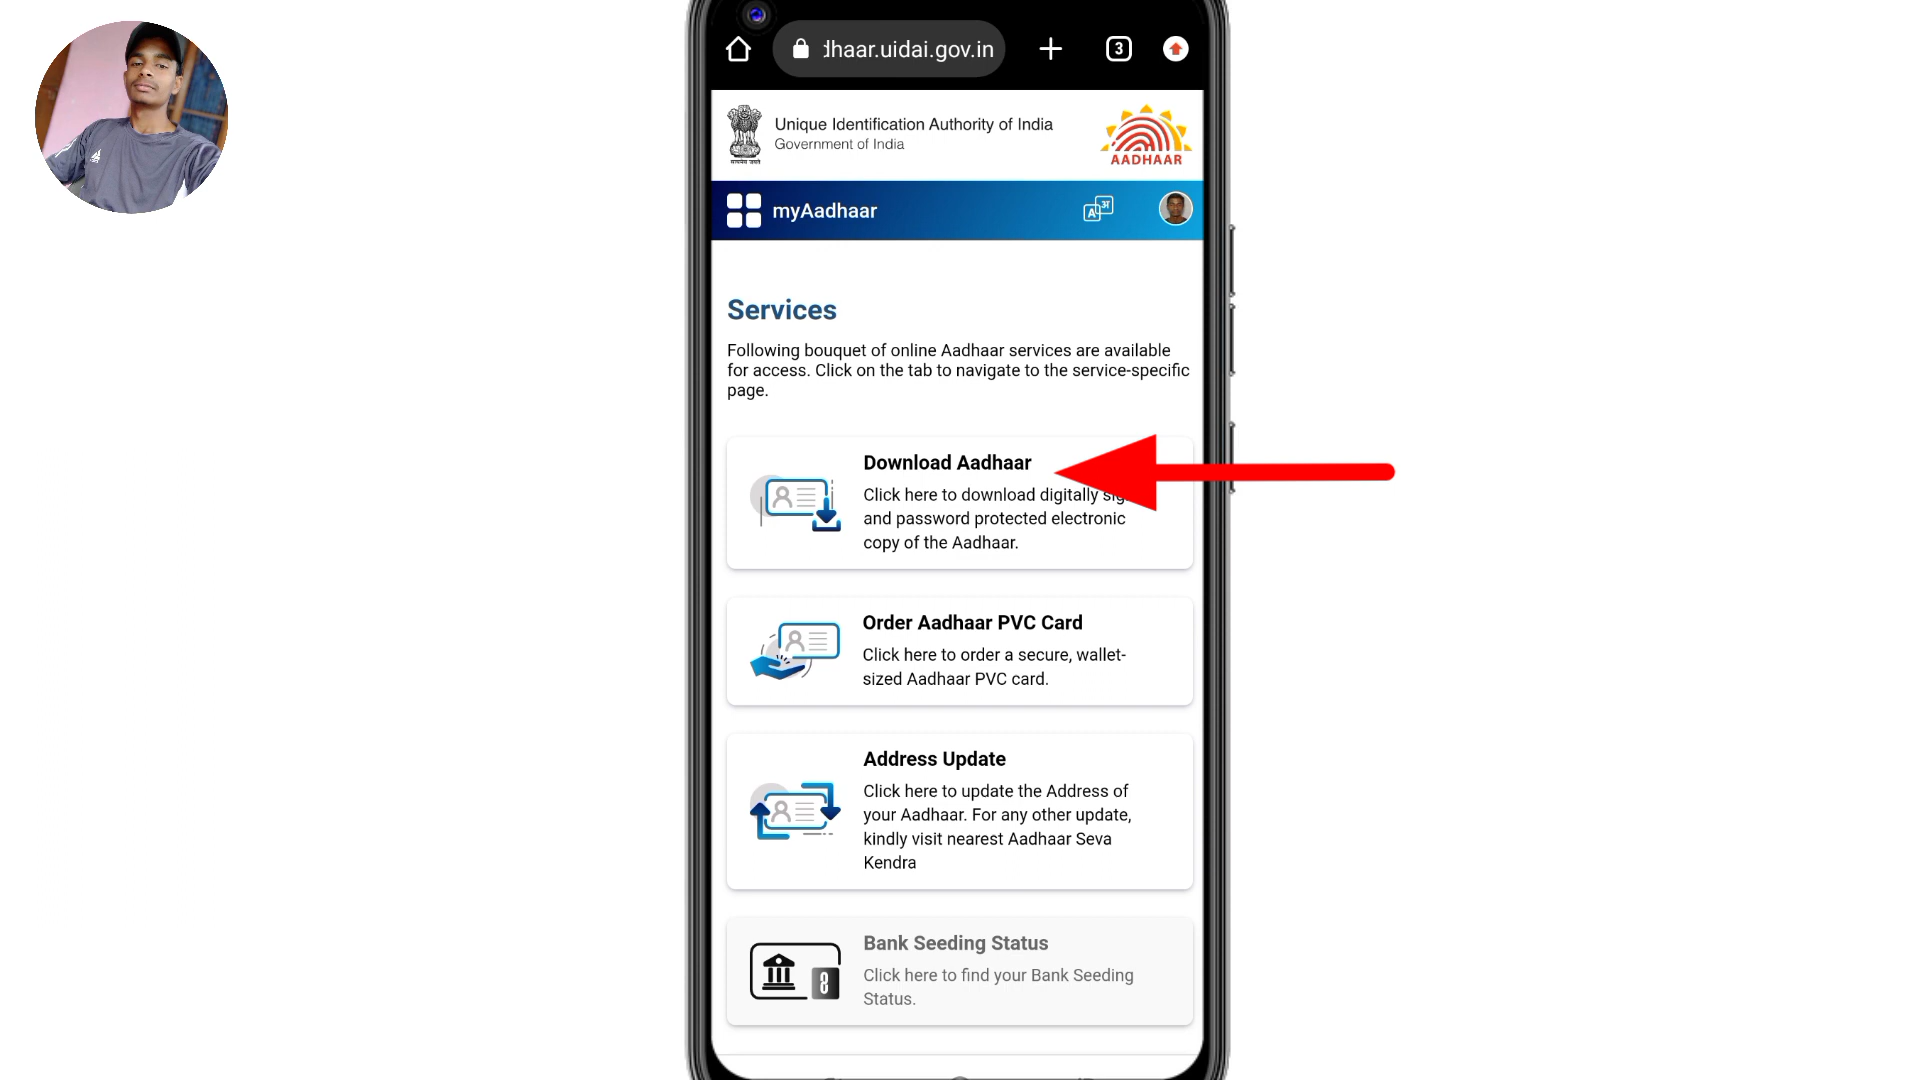 dhaar.uidai.gov.in
3
Unique Identification Authority of India
Government of India
सत्यमेव जयते
AADHAAR
myAadhaar
A अ
Services
Following bouquet of online Aadhaar services are available
for access. Click on the tab to navigate to the service-specific
page.
Download Aadhaar
Click here to download digitally
and password protected electronic
copy of the Aadhaar.
Order Aadhaar PVC Card
Click here to order a secure, wallet-
sized Aadhaar PVC card.
Address Update
Click here to update the Address of
your Aadhaar. For any other update,
kindly visit nearest Aadhaar Seva
Kendra
Bank Seeding Status
Click here to find your Bank Seeding
Status.